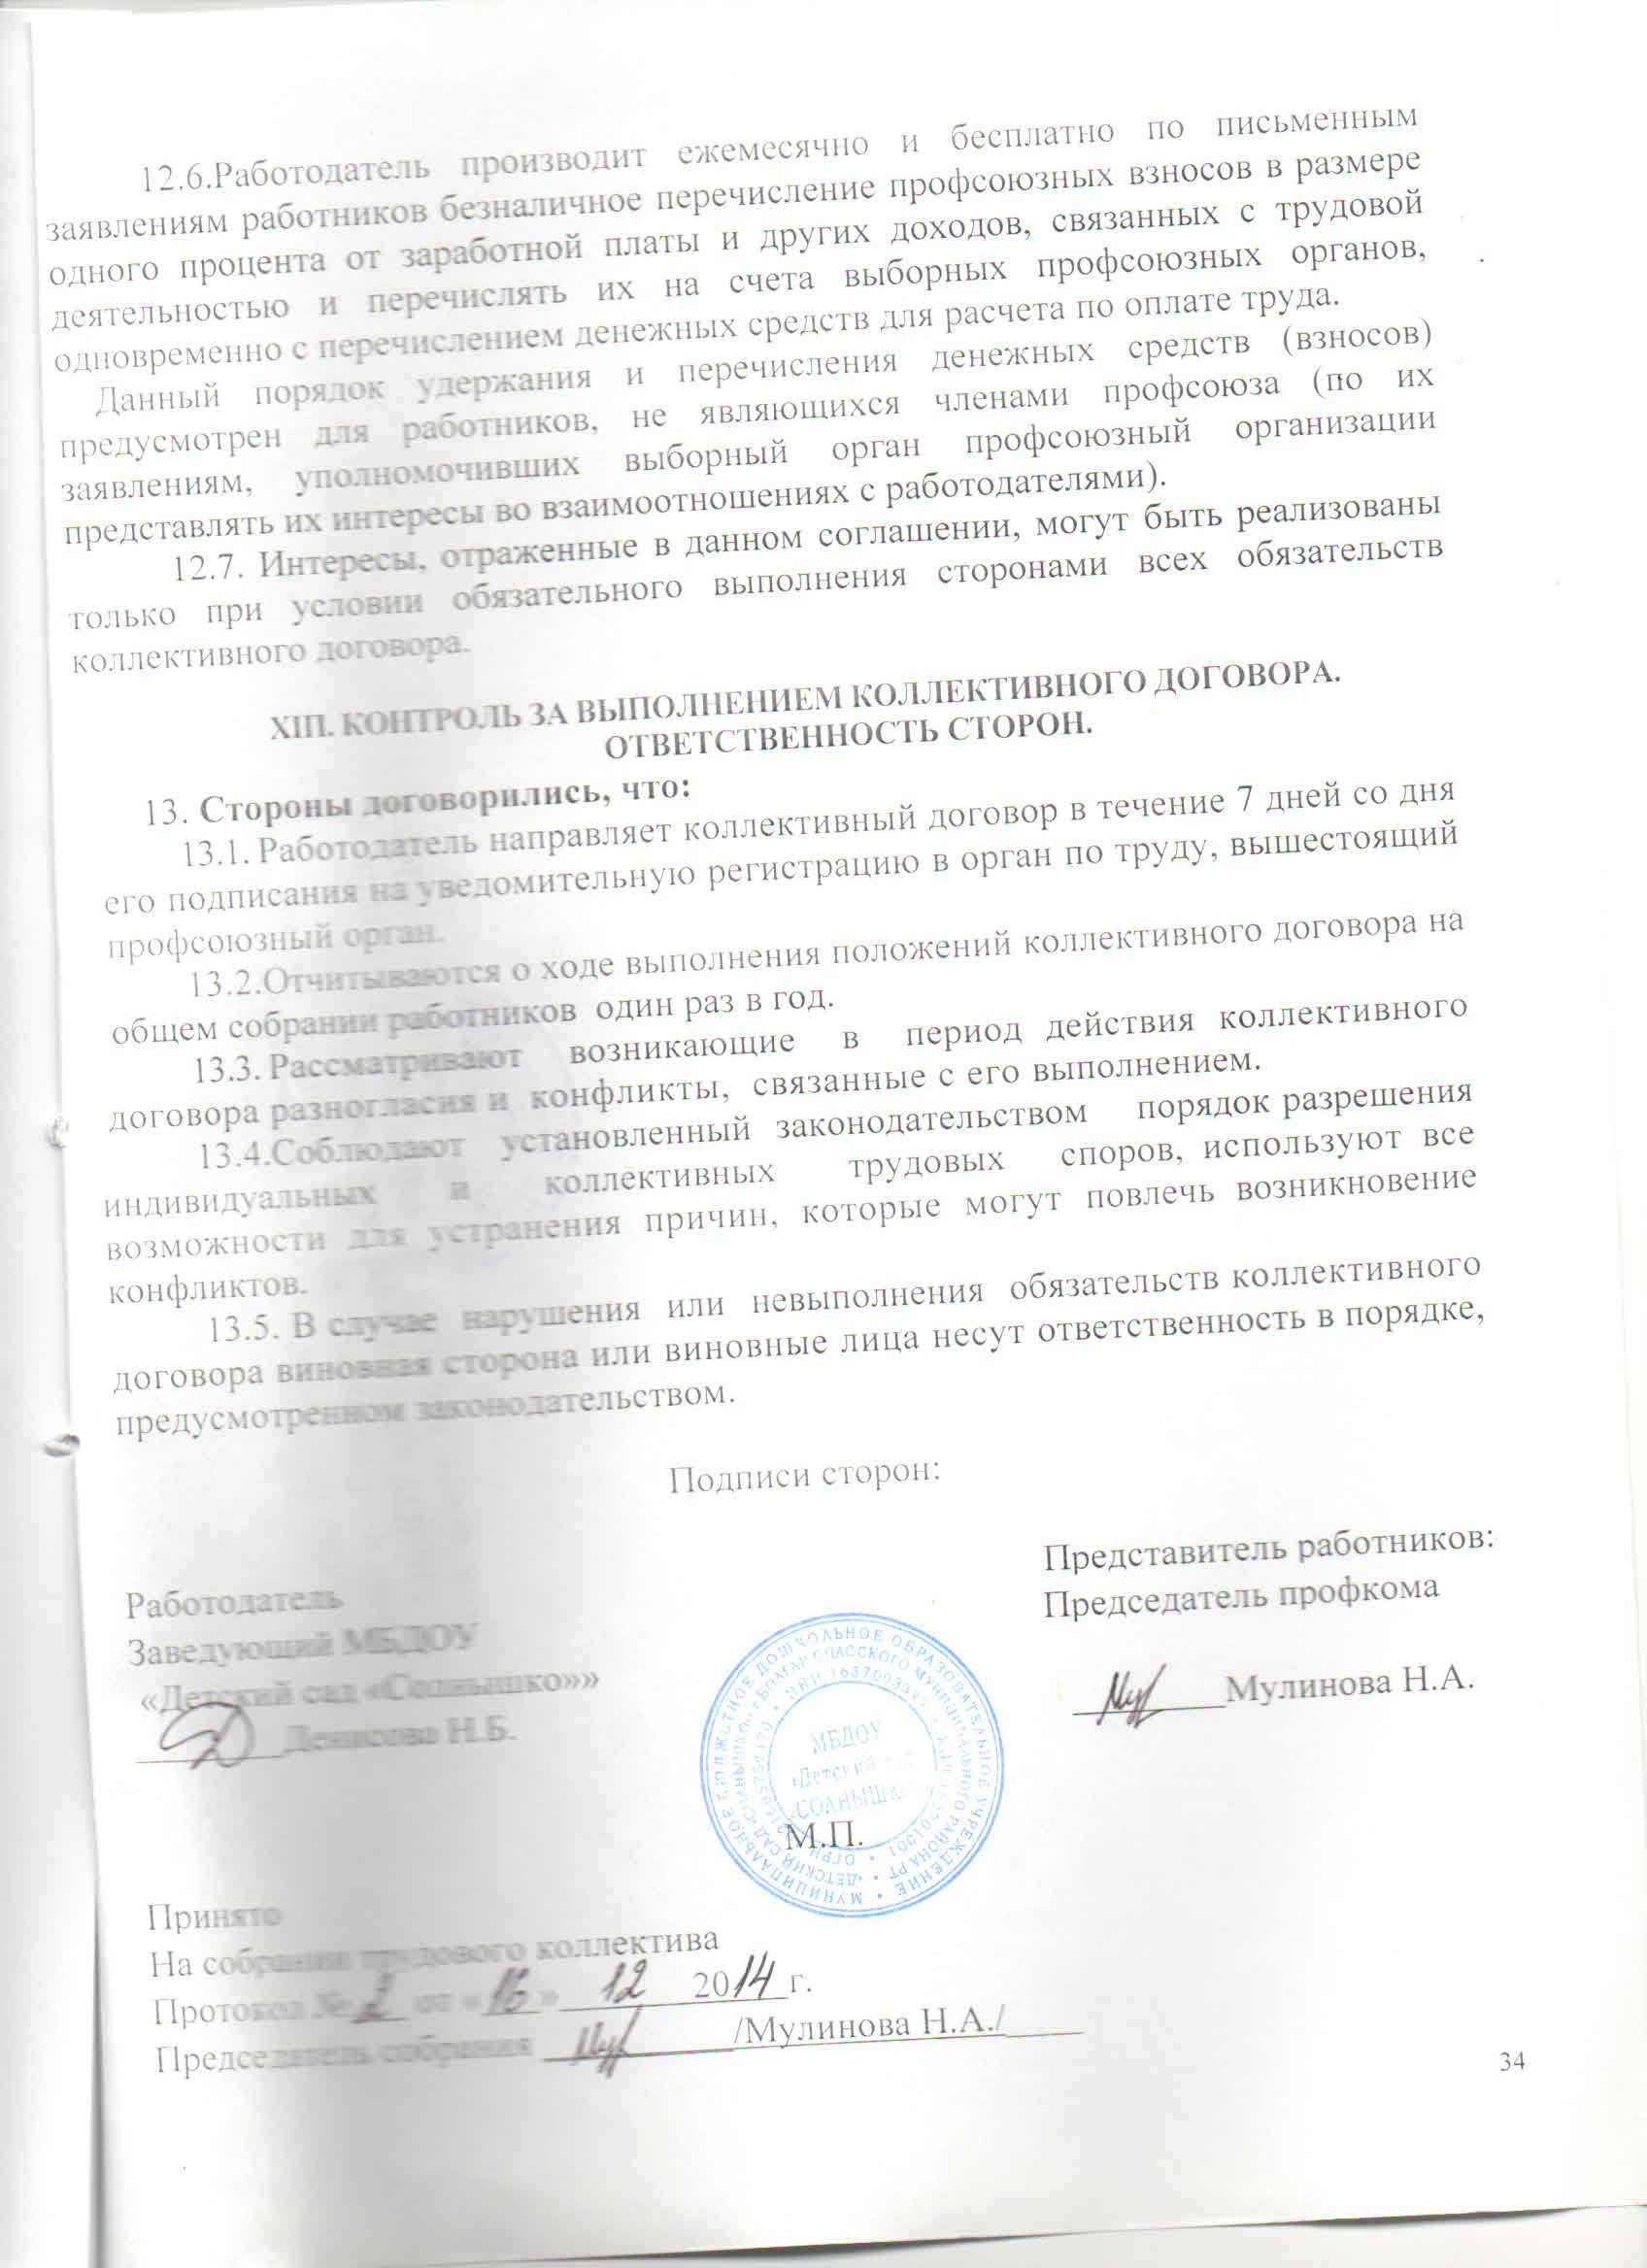 12.6.Работодатель производит ежемесячно и бесплатно по письменным
заявлениям работников безналичное перечисление профсоюзных взносов в размере
одного процента от заработной платы и других доходов, связанных с трудовой
деятельностью и перечислять их на счета выборных профсоюзных органов,
одновременно с перечислением денежных средств для расчета по оплате труда.
Данный порядок удержания и перечисления денежных средств (взносов)
предусмотрен для работников, не являющихся членами профсоюза (по их
заявлениям, уполномочивших выборный орган профсоюзный организации
представлять их интересы во взаимоотношениях с работодателями).
12.7. Интересы, отраженные в данном соглашении, могут быть реализованы
только при условии обязательного выполнения сторонами всех обязательств
коллективного договора.
XIП. КОНТРОЛЬ ЗА ВЫПОЛНЕНИЕМ КОЛЛЕКТИВНОГО ДОГОВОРА.
ОТВЕТСТВЕННОСТЬ СТОРОН.
13. Стороны договорились, что:
13.1. Работодатель направляет коллективный договор в течение 7 дней со дня
его подписания на уведомительную регистрацию в орган по труду, вышестоящий
профсоюзный орган.
13.2.Отчитываются о ходе выполнения положений коллективного договора на
общем собрании работников один раз в год.
13.3. Рассматривают возникающие в период действия коллективного
договора разногласия и конфликты, связанные с его выполнением.
13.4.Соблюдают установленный законодательством порядок разрешения
индивидуальных и коллективных трудовых споров, используют все
возможности для устранения причин, которые могут повлечь возникновение
конфликтов.
13.5. В случае нарушения или невыполнения обязательств коллективного
договора виновная сторона или виновные лица несут ответственность в порядке,
предусмотренном законодательством.
Подписи сторон:
Представитель работников:
Председатель профкома
Мулинова Н.А.
Работодатель
Заведующий МБДОУ
«Детский сад «Солнышко»»
Денисова Н.Б.
МУНИЦИПАЛЬНОЕ БЮДЖЕТНОЕ ДОШКОЛЬНОЕ ОБРАЗОВАТЕЛЬНОЕ УЧРЕЖДЕНИЕ
МБДОУ
«Детский
СОЛНЫШК
М.П.
Принято
На собрании трудового коллектива
Протокол № 2 от «16» 12 2014 г.
Председатель собрания /Мулинова Н.А./
34